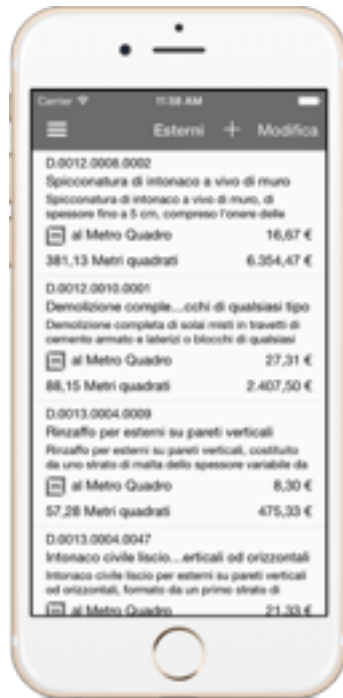 Carrier 11:58 AM
Esterni + Modifica
D.0012.0008.0002
Spicconatura di intonaco a vivo di muro
Spicconatura di intonaco a vivo di muro, di
spessore fino a 5 cm, compreso l'onere delle
al Metro Quadro 16,67 €
381,13 Metri quadrati 6.354,47 €
D.0012.0010.0001
Demolizione comple...cchi di qualsiasi tipo
Demolizione completa di solai misti in travetti di
cemento armato e laterizi o blocchi di qualsiasi
al Metro Quadro 27,31 €
88,15 Metri quadrati 2.407,50 €
D.0013.0004.0009
Rinzaffo per esterni su pareti verticali
Rinzaffo per esterni su pareti verticali, costituito
da uno strato di malta dello spessore variabile da
al Metro Quadro 8,30 €
57,28 Metri quadrati 475,33 €
D.0013.0004.0047
Intonaco civile liscio...erticali od orizzontali
Intonaco civile liscio per esterni su pareti verticali
od orizzontali, formato da un primo strato di
al Metro Quadro 21,33 €